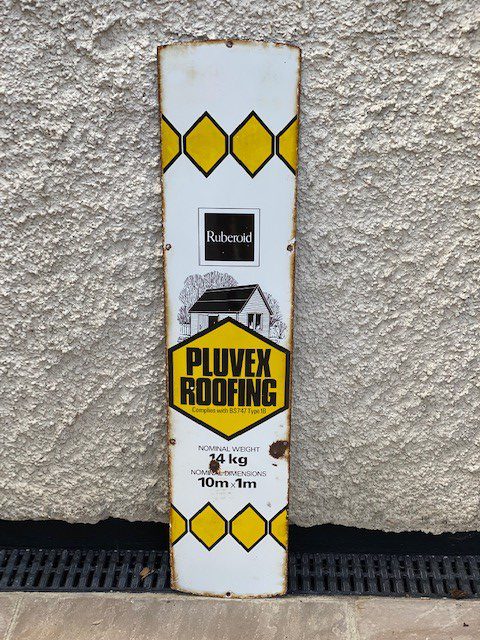 Ruberoid
PLUVEX
ROOFING
Complies with BS747 Type 1B
NOMINAL WEIGHT
14 kg
NOMINAL DIMENSIONS
10m x 1m